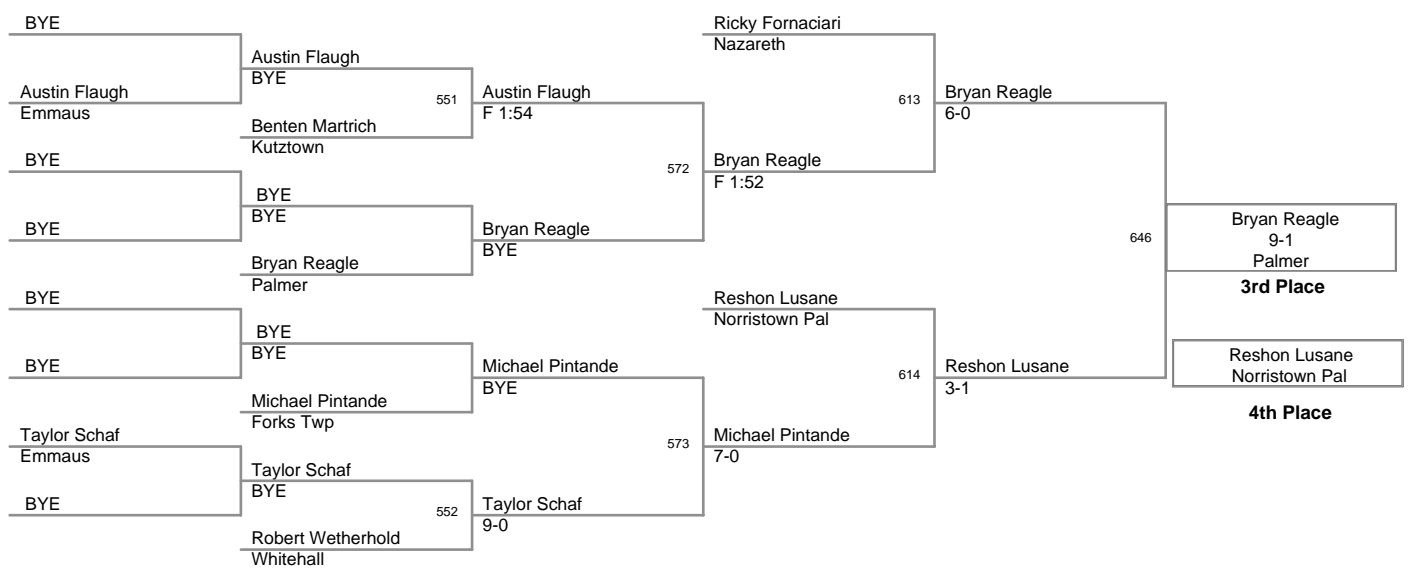 BYE
Austin Flaugh
Emmaus
BYE
BYE
BYE
BYE
Taylor Schaf
Emmaus
BYE
Austin Flaugh
BYE
Benten Martrich
Kutztown
BYE
BYE
Bryan Reagle
Palmer
BYE
BYE
Michael Pintande
Forks Twp
Taylor Schaf
BYE
Robert Wetherhold
Whitehall
551
Austin Flaugh
F 1:54
Bryan Reagle
BYE
Michael Pintande
BYE
552
Taylor Schaf
9-0
Ricky Fornaciari
Nazareth
572
Bryan Reagle
F 1:52
Reshon Lusane
Norristown Pal
573
Michael Pintande
7-0
613
Bryan Reagle
6-0
614
Reshon Lusane
3-1
646
Bryan Reagle
9-1
Palmer
3rd Place
Reshon Lusane
Norristown Pal
4th Place